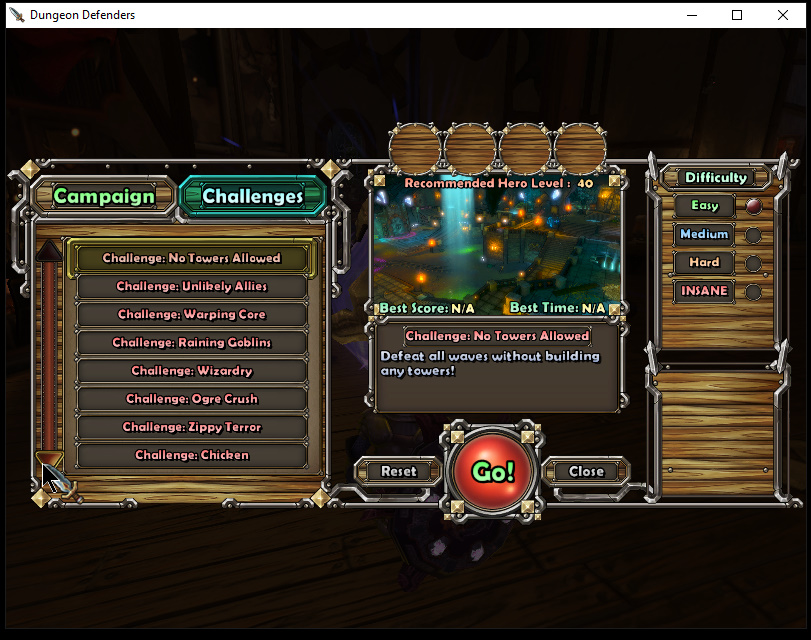 Dungeon Defenders
Campaign
Challenges
Challenge: No Towers Allowed
Challenge: Unlikely Allies
Challenge: Warping Core
Challenge: Raining Goblins
Challenge: Wizardry
Challenge: Ogre Crush
Challenge: Zippy Terror
Challenge: Chicken
Recommended Hero Level : 40
Best Score: N/A
Best Time: N/A
Challenge: No Towers Allowed
Defeat all waves without building
any towers!
Reset
Go!
Close
Difficulty
Easy
Medium
Hard
INSANE